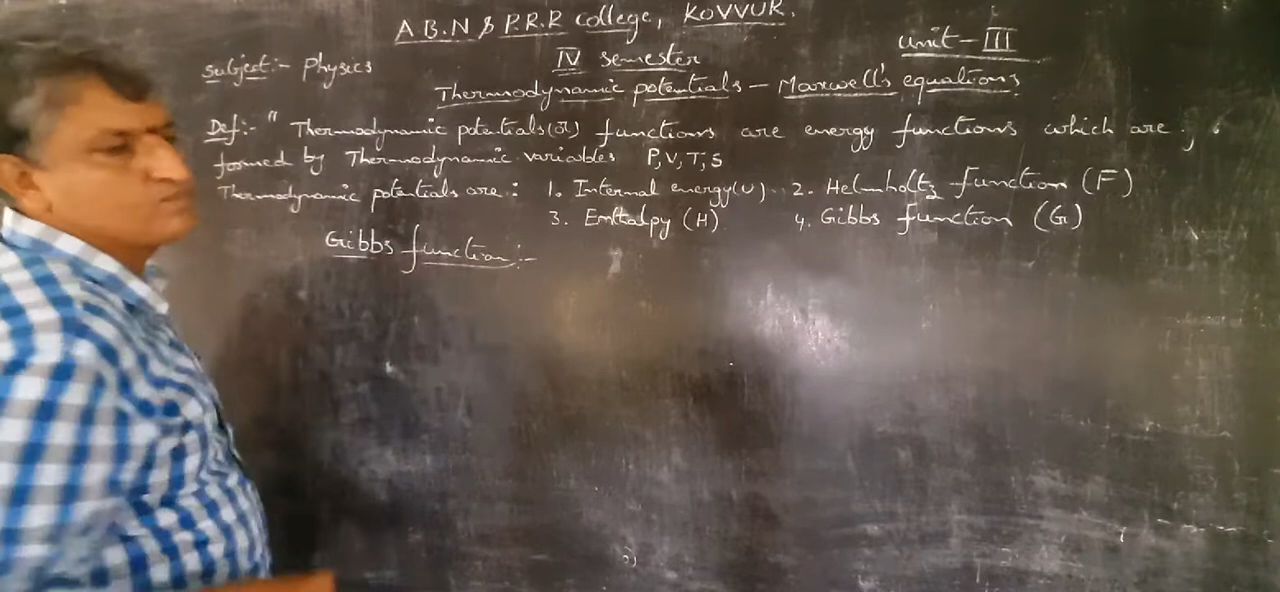 A B.N & P.R.R college, KOVVUR.
Unit-III
Subject:- Physics
IV semester
Thermodynamic potentials - Maxwell's equations
Def:- " Thermodynamic potentials (or) functions are energy functions which are
formed by Thermodynamic variables P, V, T, S
Thermodynamic potentials are: 1. Internal energy (U). 2. Helmholtz function (F)
3. Enthalpy (H) 4. Gibbs function (G)
Gibbs function:-